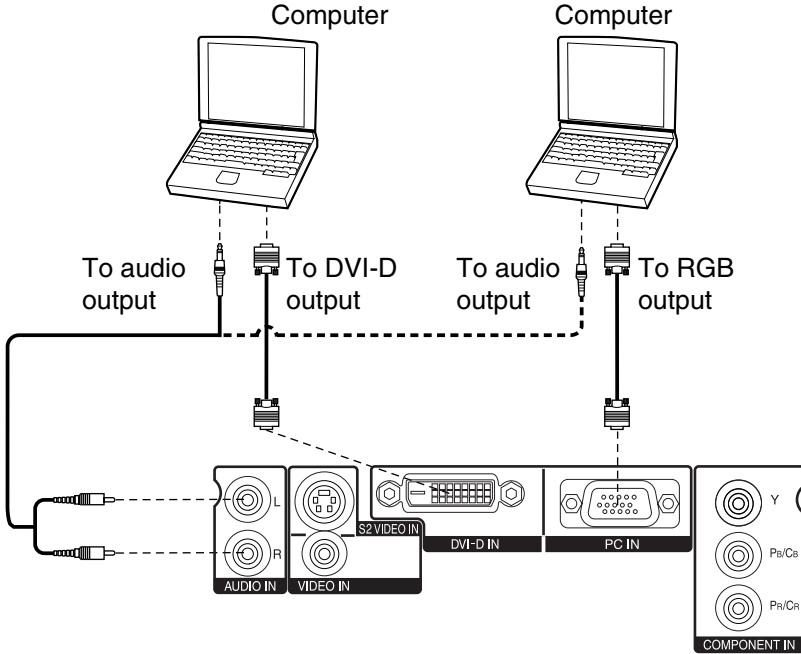 Computer
Computer
To audio
output
To DVI-D
output
To audio
output
To RGB
output
L
R
AUDIO IN
S2 VIDEO IN
VIDEO IN
DVI-D IN
PC IN
Y
PB/CB
PR/CR
COMPONENT IN